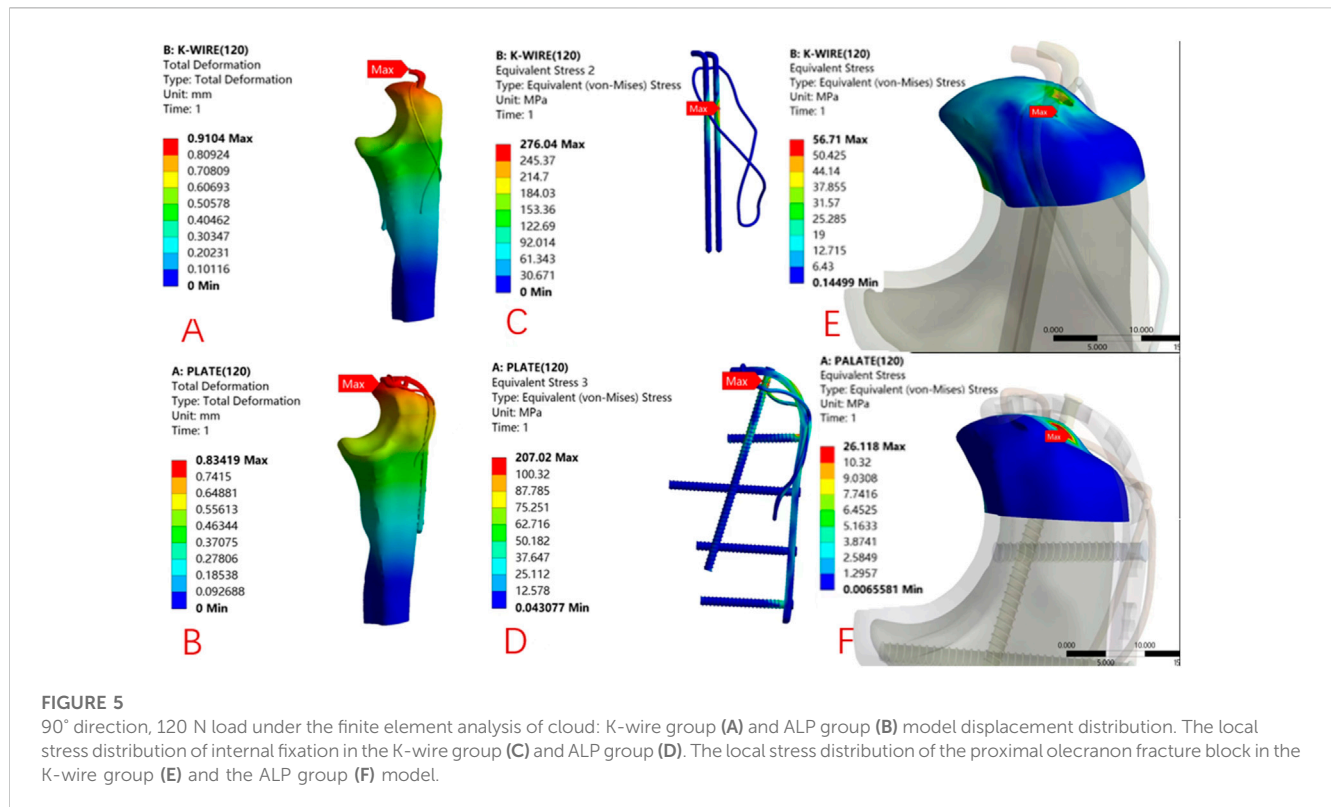 B: K-WIRE(120)
Total Deformation
Type: Total Deformation
Unit: mm
Time: 1
Max
0.9104 Max
0.80924
0.70809
0.60693
0.50578
0.40462
0.30347
0.20231
0.10116
0 Min
A
B: K-WIRE(120)
Equivalent Stress 2
Type: Equivalent (von-Mises) Stress
Unit: MPa
Time: 1
Max
276.04 Max
245.37
214.7
184.03
153.36
122.69
92.014
61.343
30.671
0 Min
C
B: K-WIRE(120)
Equivalent Stress
Type: Equivalent (von-Mises) Stress
Unit: MPa
Time: 1
Max
56.71 Max
50.425
44.14
37.855
31.57
25.285
19
12.715
6.43
0.14499 Min
E
0.000 10.000
5.000 15
A: PLATE(120)
Total Deformation
Type: Total Deformation
Unit: mm
Time: 1
Max
0.83419 Max
0.7415
0.64881
0.55613
0.46344
0.37075
0.27806
0.18538
0.092688
0 Min
B
A: PLATE(120)
Equivalent Stress 3
Type: Equivalent (von-Mises) Stress
Unit: MPa
Time: 1
Max
207.02 Max
100.32
87.785
75.251
62.716
50.182
37.647
25.112
12.578
0.043077 Min
D
A: PALATE(120)
Equivalent Stress
Type: Equivalent (von-Mises) Stress
Unit: MPa
Time: 1
Max
26.118 Max
10.32
9.0308
7.7416
6.4525
5.1633
3.8741
2.5849
1.2957
0.0065581 Min
F
0.000 10.000
5.000 15
FIGURE 5
90° direction, 120 N load under the finite element analysis of cloud: K-wire group (A) and ALP group (B) model displacement distribution. The local
stress distribution of internal fixation in the K-wire group (C) and ALP group (D). The local stress distribution of the proximal olecranon fracture block in the
K-wire group (E) and the ALP group (F) model.